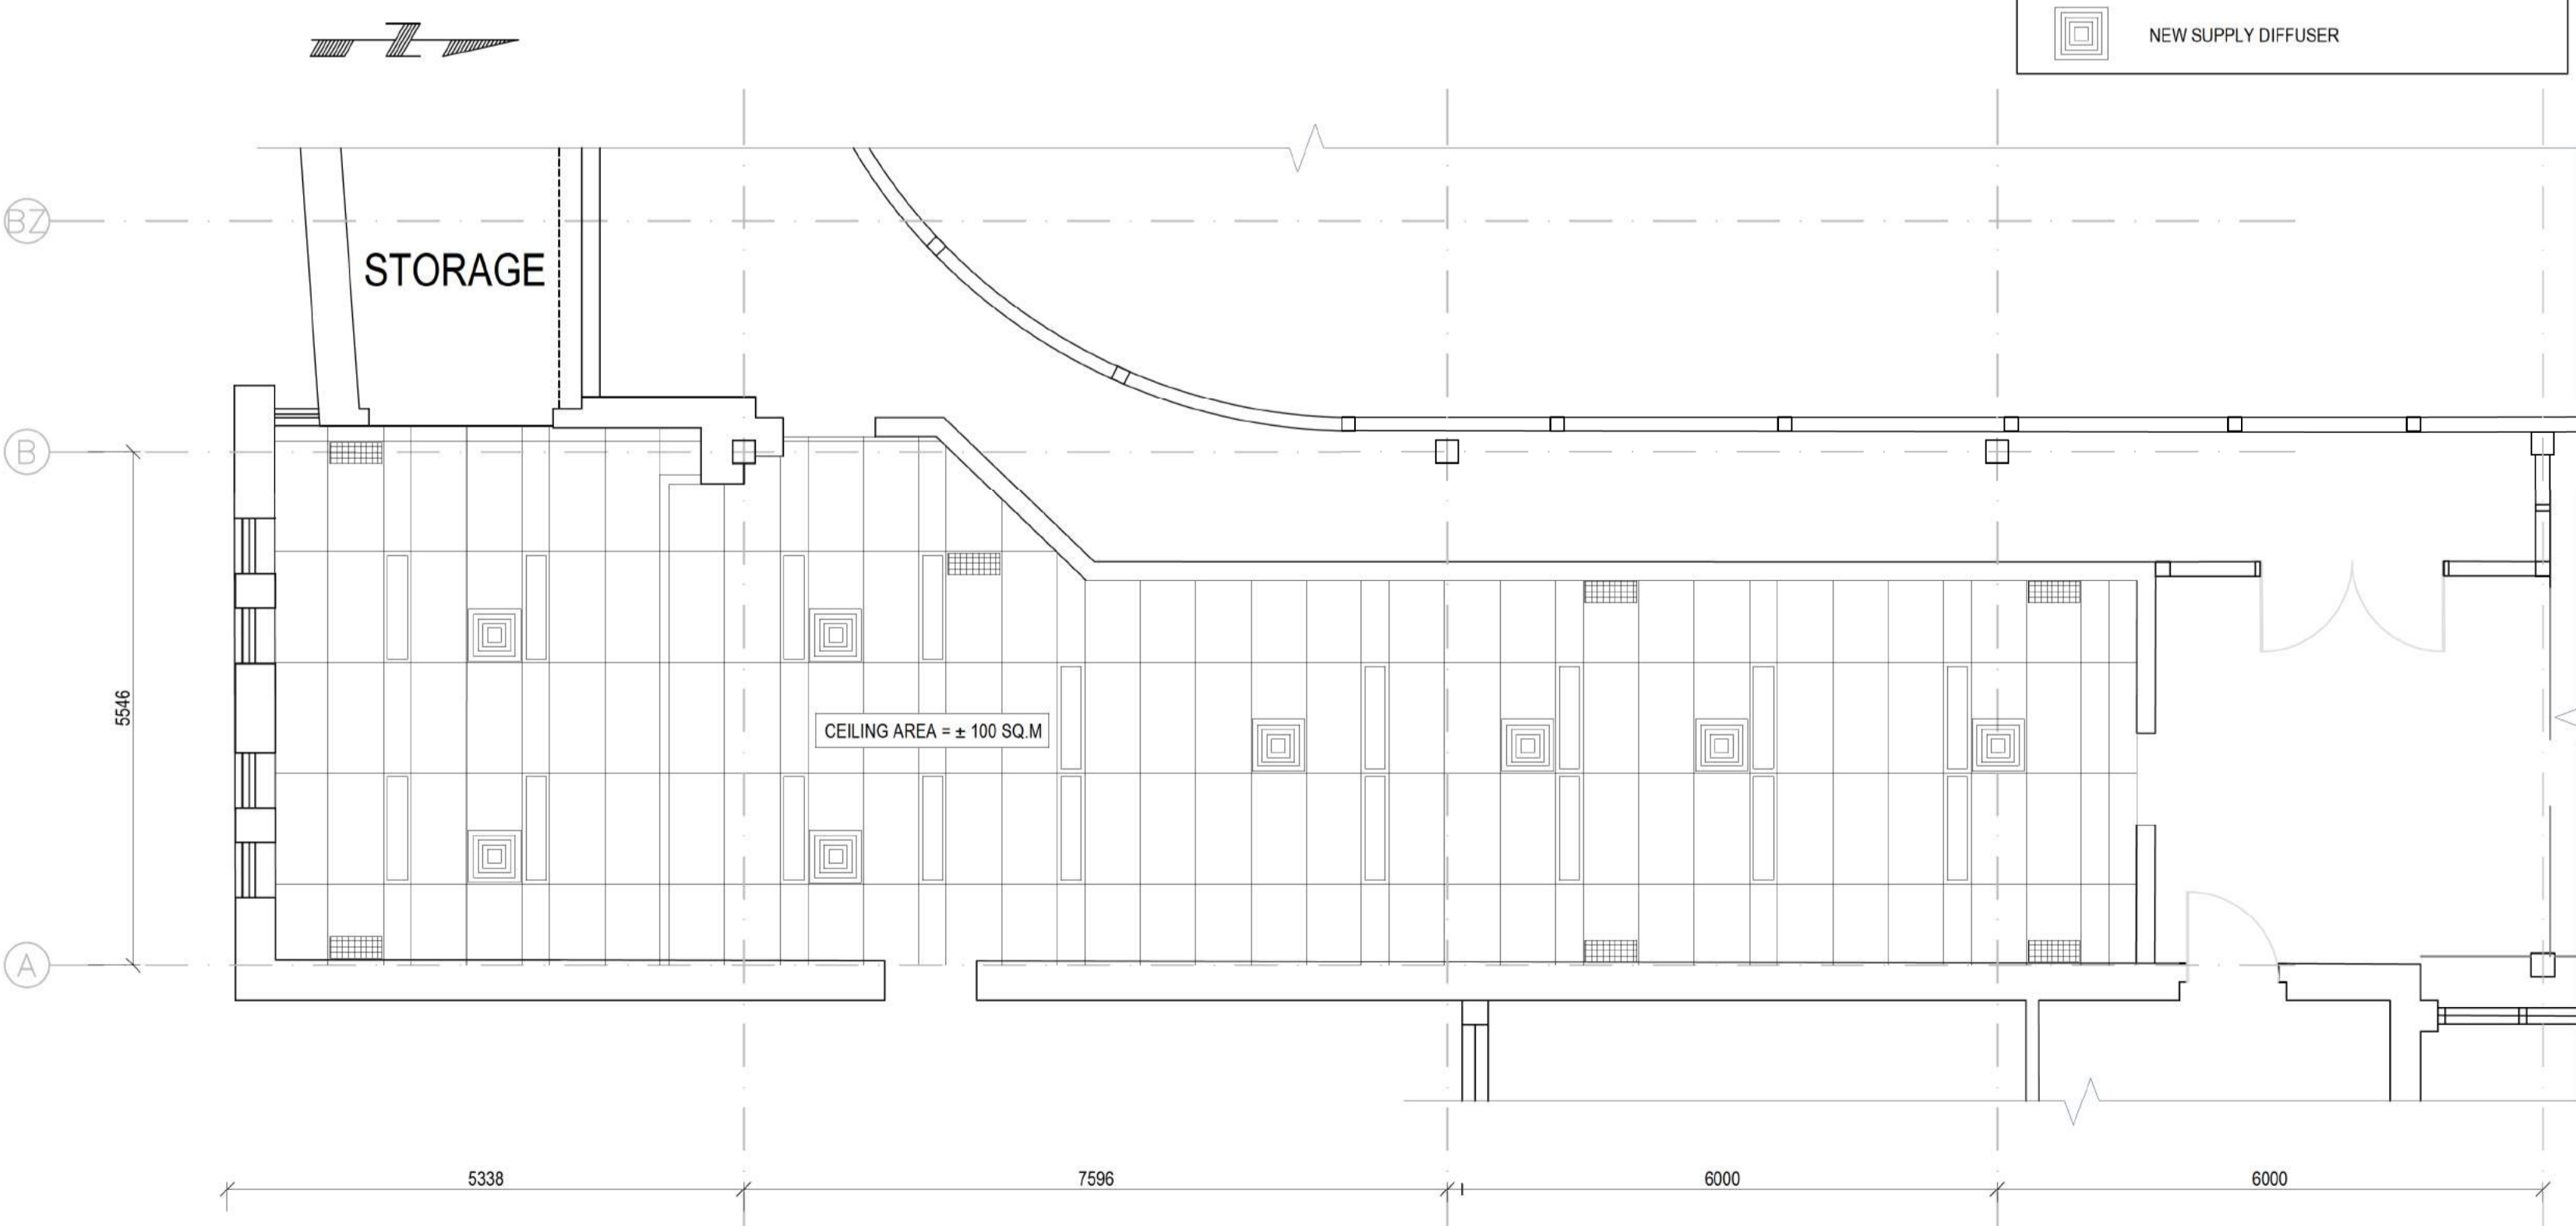 NEW SUPPLY DIFFUSER
N
BZ
STORAGE
B
5546
CEILING AREA = ± 100 SQ.M
A
5338
7596
6000
6000